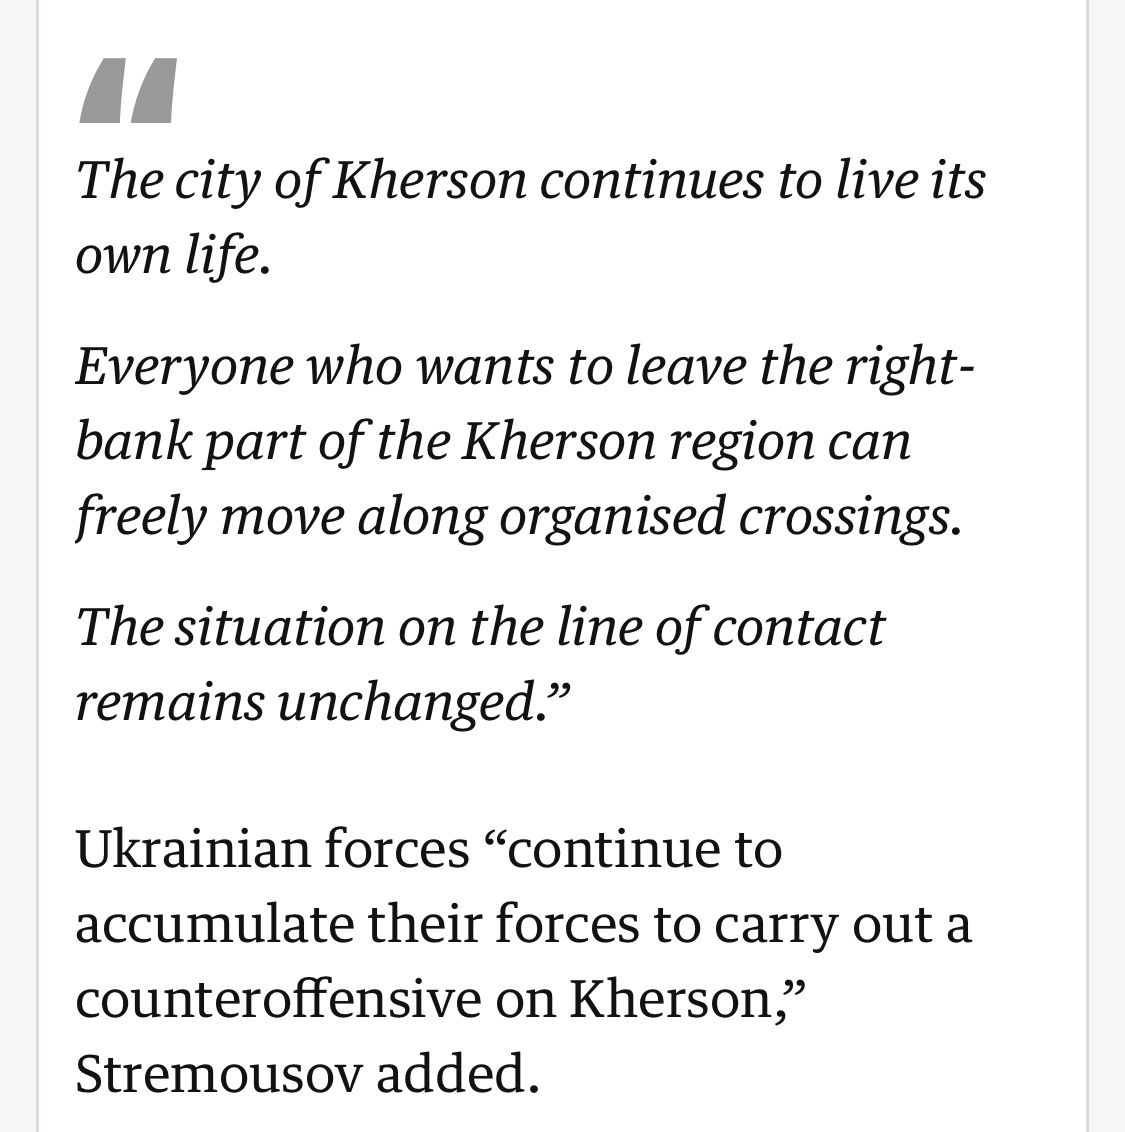 “
The city of Kherson continues to live its
own life.
Everyone who wants to leave the right-
bank part of the Kherson region can
freely move along organised crossings.
The situation on the line of contact
remains unchanged.”
Ukrainian forces “continue to
accumulate their forces to carry out a
counteroffensive on Kherson,”
Stremousov added.